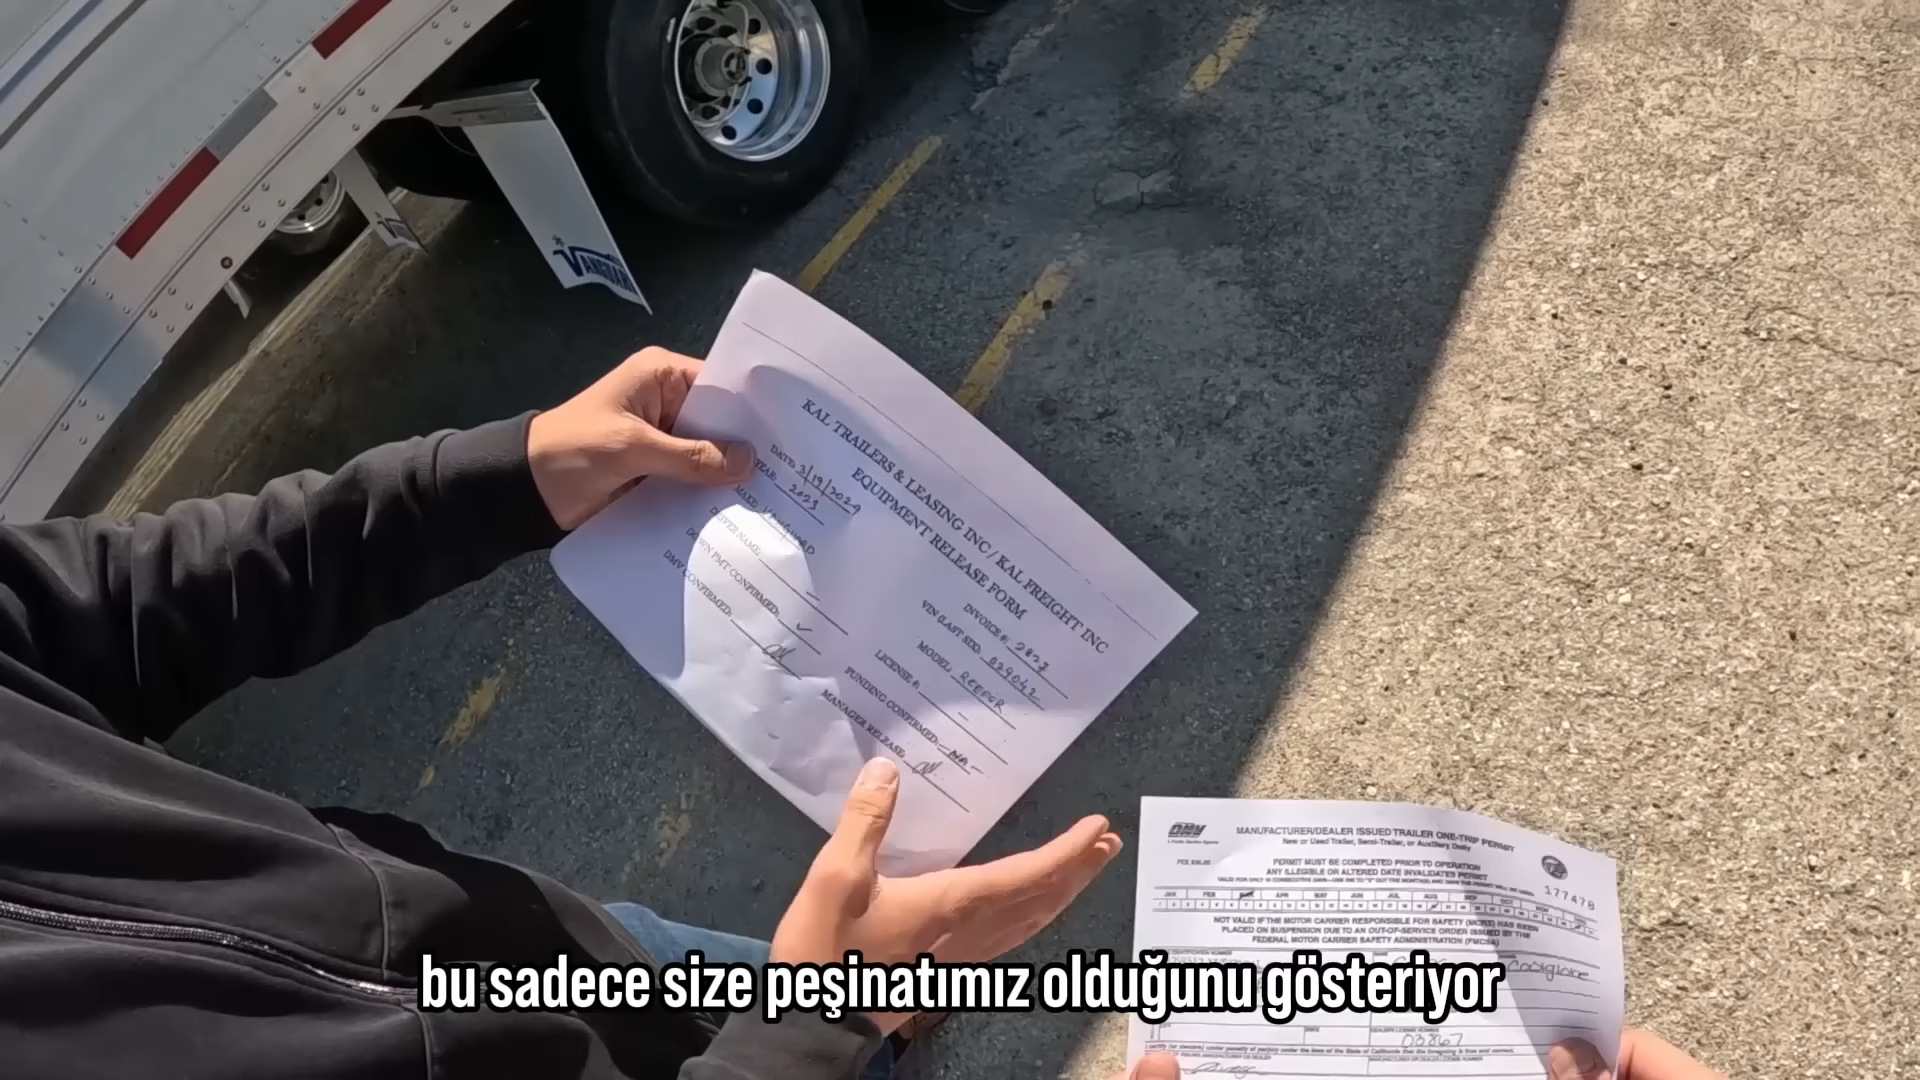 VANGUARD
KAL TRAILERS & LEASING INC / KAL FREIGHT INC
EQUIPMENT RELEASE FORM
DATE: 3/19/2024
INVOICE #: 2827
YEAR: 2023
VIN (LAST SIX): 029042
MAKE: VANGUARD
MODEL: REEFER
DRIVER NAME:
LICENSE #:
DOWN PMT CONFIRMED: ✓
FUNDING CONFIRMED: NA
DMV CONFIRMED:
MANAGER RELEASE:
DMV
MANUFACTURER/DEALER ISSUED TRAILER ONE-TRIP PERMIT
New or Used Trailer, Semi-Trailer, or Auxiliary Dolly
PERMIT MUST BE COMPLETED PRIOR TO OPERATION
ANY ILLEGIBLE OR ALTERED DATE INVALIDATES PERMIT
177478
JAN FEB MAR APR MAY JUN JUL AUG SEP OCT NOV
NOT VALID IF THE MOTOR CARRIER RESPONSIBLE FOR SAFETY (MCRS) HAS BEEN
PLACED ON SUSPENSION DUE TO AN OUT-OF-SERVICE ORDER ISSUED BY THE
FEDERAL MOTOR CARRIER SAFETY ADMINISTRATION (FMCSA)
03867
bu sadece size peşinatımız olduğunu gösteriyor